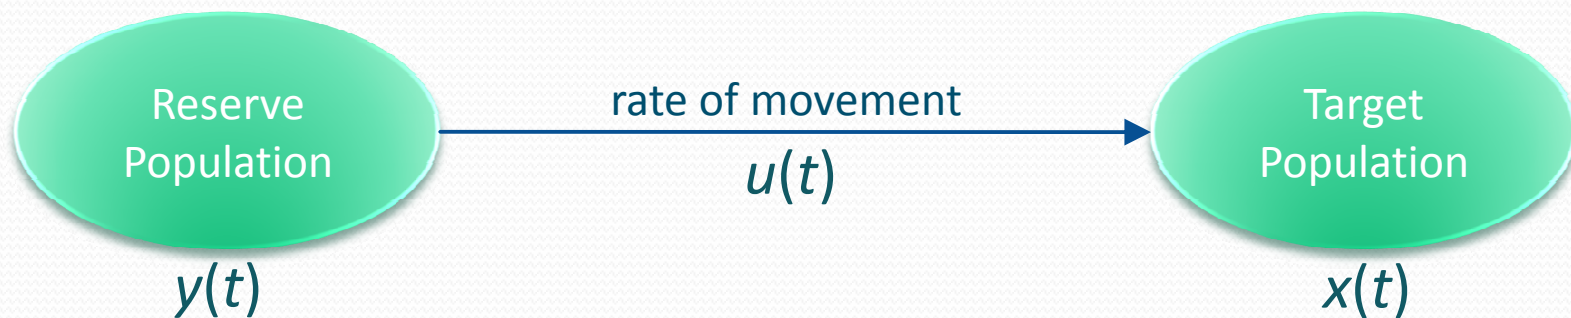 Reserve
Population
rate of movement
u(t)
Target
Population
y(t)
x(t)